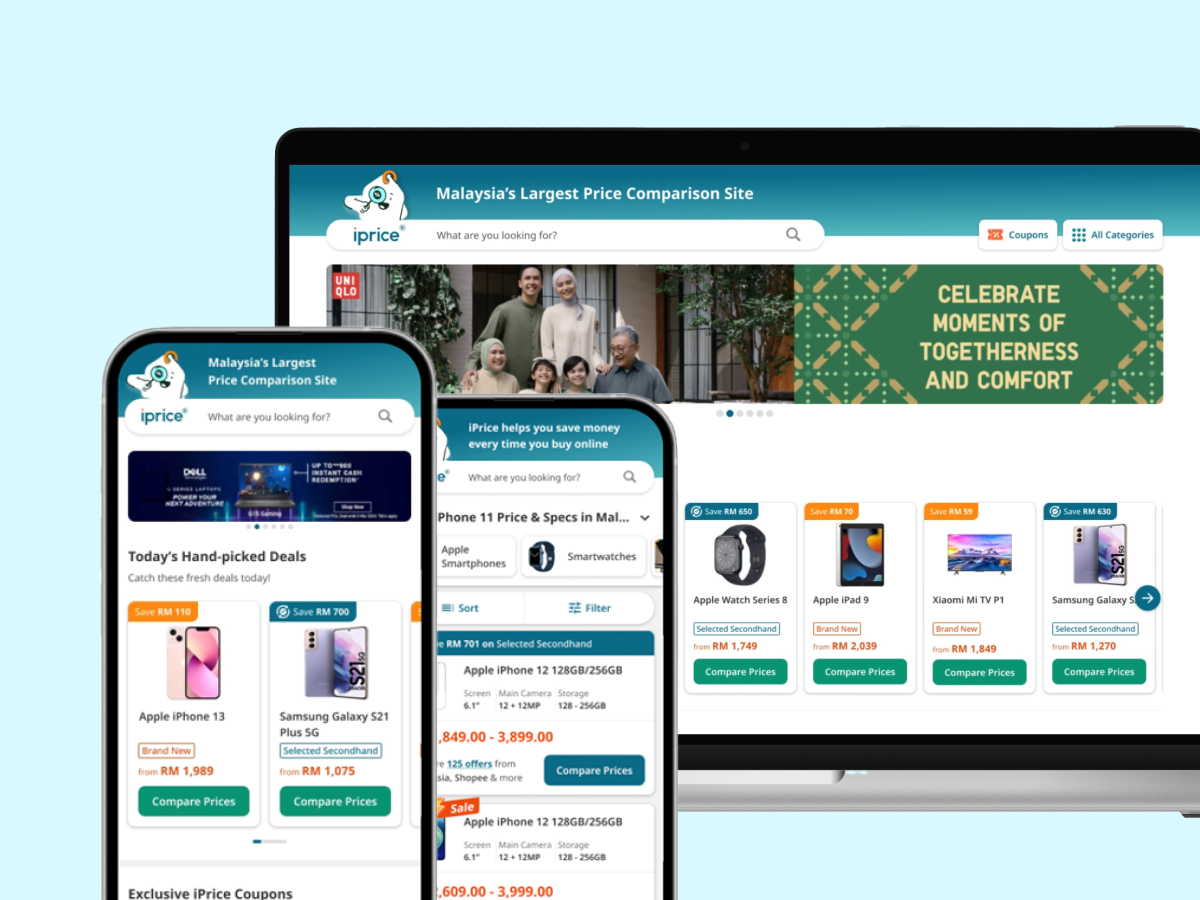 Malaysia's Largest Price Comparison Site
iprice®
What are you looking for?
Coupons
All Categories
UNI
QLO
CELEBRATE
MOMENTS OF
TOGETHERNESS
AND COMFORT
Save RM 650
Apple Watch Series 8
Selected Secondhand
from RM 1,749
Compare Prices
Save RM 70
Apple iPad 9
Brand New
from RM 2,039
Compare Prices
Save RM 59
Xiaomi Mi TV P1
Brand New
from RM 1,849
Compare Prices
Save RM 630
S21 5G
Samsung Galaxy S
Selected Secondhand
from RM 1,270
Compare Prices
Malaysia's Largest
Price Comparison Site
iprice®
What are you looking for?
DELL
Technologies
G SERIES LAPTOPS
POWER YOUR
NEXT ADVENTURE
G15 Gaming
INSTANT CASH
REDEMPTION*
Shop Now
Today's Hand-picked Deals
Catch these fresh deals today!
Save RM 110
Apple iPhone 13
Brand New
from RM 1,989
Compare Prices
Save RM 700
S21 5G
Samsung Galaxy S21
Plus 5G
Selected Secondhand
from RM 1,075
Compare Prices
S
Exclusive iPrice Coupons
iPrice helps you save money
every time you buy online
e®
What are you looking for?
Phone 11 Price & Specs in Mal...
Apple
Smartphones
Smartwatches
Sort
Filter
e RM 701 on Selected Secondhand
Apple iPhone 12 128GB/256GB
Screen Main Camera Storage
6.1" 12 + 12MP 128 - 256GB
,849.00 - 3,899.00
re 125 offers from
sia, Shopee & more
Compare Prices
Sale
Apple iPhone 12 128GB/256GB
Screen Main Camera Storage
6.1" 12 + 12MP 128 - 256GB
,609.00 - 3,999.00